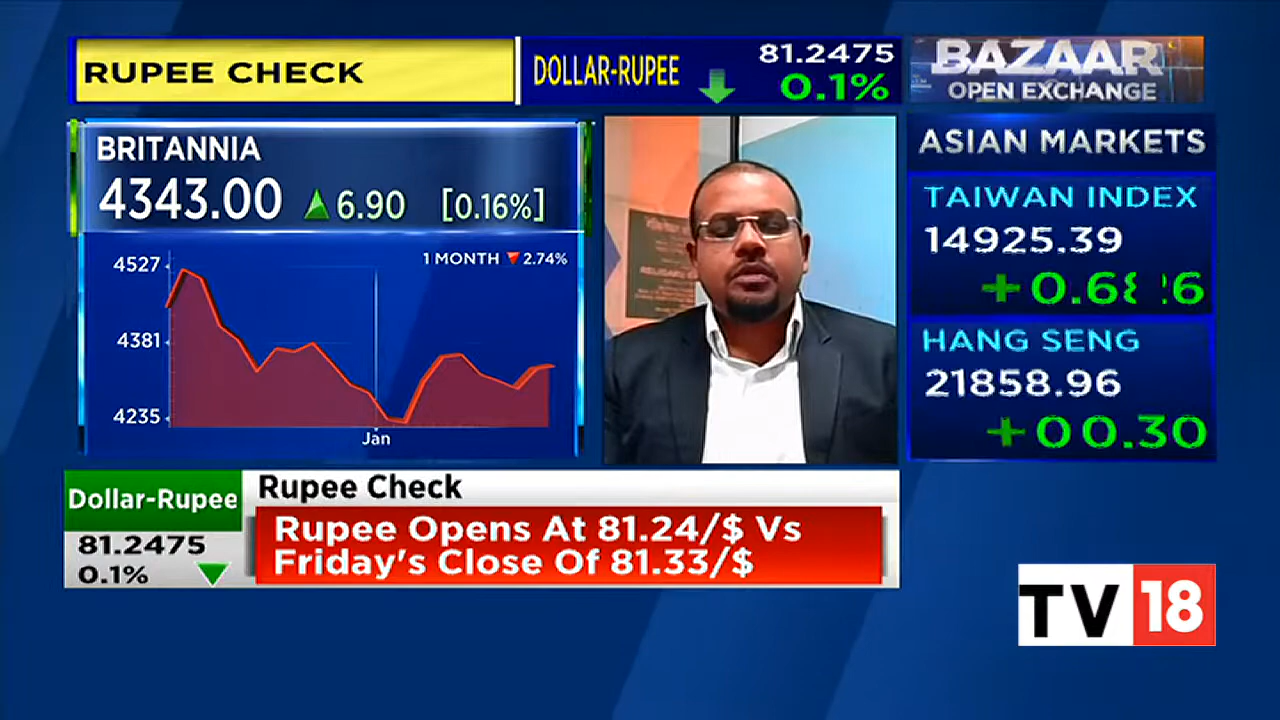 RUPEE CHECK
DOLLAR-RUPEE
81.2475
0.1%
BAZAAR
OPEN EXCHANGE
BRITANNIA
4343.00 6.90 [0.16%]
1 MONTH 2.74%
4527
4381
4235
Jan
ASIAN MARKETS
TAIWAN INDEX
14925.39
HANG SENG
21858.96
+00.30
Dollar-Rupee
81.2475
0.1%
Rupee Check
Rupee Opens At 81.24/$ Vs
Friday's Close Of 81.33/$
TV18